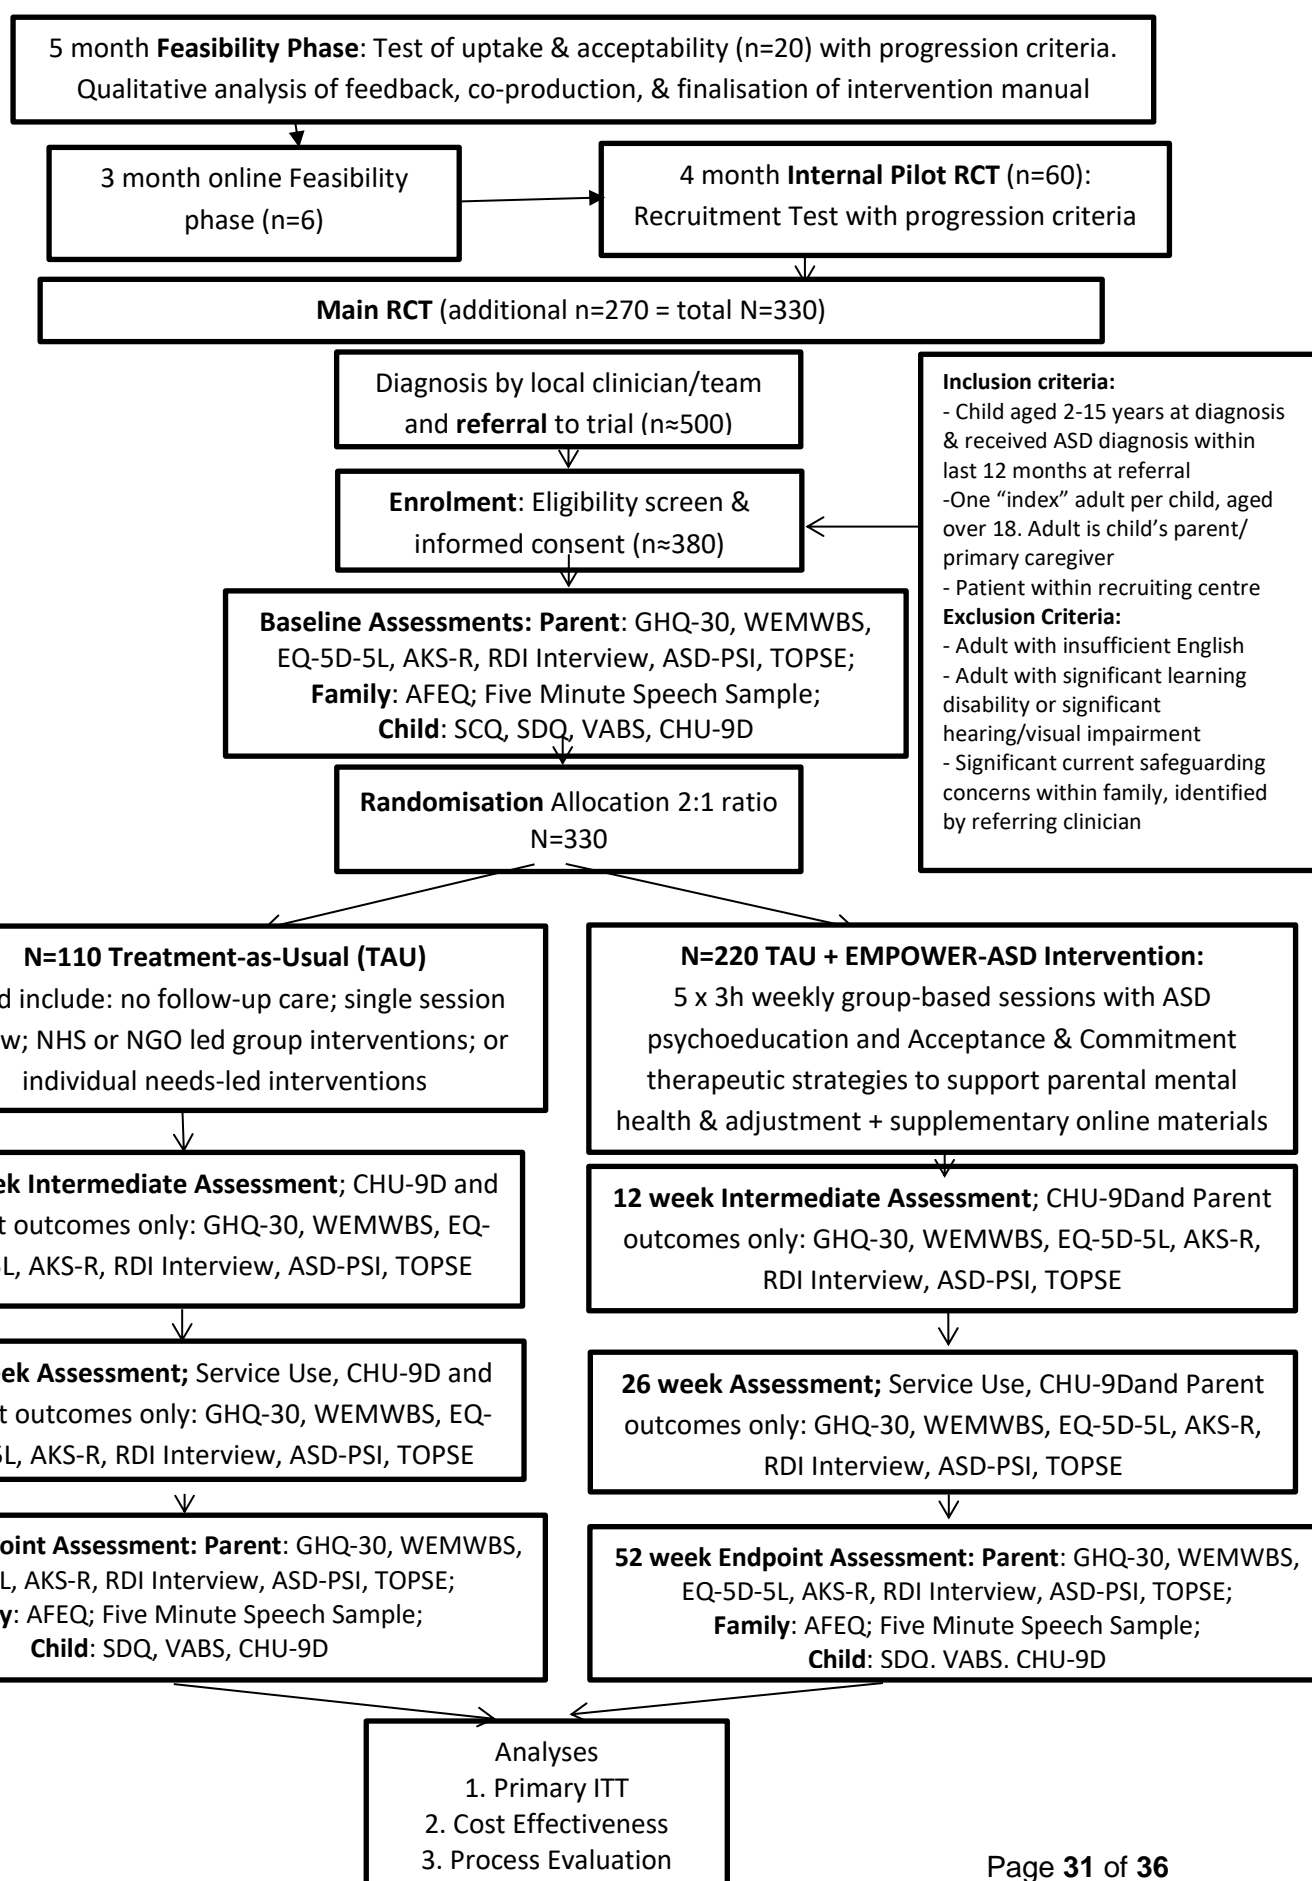 5 month Feasibility Phase: Test of uptake & acceptability (n=20) with progression criteria.
Qualitative analysis of feedback, co-production, & finalisation of intervention manual
3 month online Feasibility
phase (n=6)
4 month Internal Pilot RCT (n=60):
Recruitment Test with progression criteria
Main RCT (additional n=270 = total N=330)
Diagnosis by local clinician/team
and referral to trial (n≈500)
Enrolment: Eligibility screen &
informed consent (n≈380)
Inclusion criteria:
- Child aged 2-15 years at diagnosis
& received ASD diagnosis within
last 12 months at referral
-One “index” adult per child, aged
over 18. Adult is child’s parent/
primary caregiver
- Patient within recruiting centre
Exclusion Criteria:
- Adult with insufficient English
- Adult with significant learning
disability or significant
hearing/visual impairment
- Significant current safeguarding
concerns within family, identified
by referring clinician
Baseline Assessments: Parent: GHQ-30, WEMWBS,
EQ-5D-5L, AKS-R, RDI Interview, ASD-PSI, TOPSE;
Family: AFEQ; Five Minute Speech Sample;
Child: SCQ, SDQ, VABS, CHU-9D
Randomisation Allocation 2:1 ratio
N=330
N=110 Treatment-as-Usual (TAU)
d include: no follow-up care; single session
w; NHS or NGO led group interventions; or
individual needs-led interventions
N=220 TAU + EMPOWER-ASD Intervention:
5 x 3h weekly group-based sessions with ASD
psychoeducation and Acceptance & Commitment
therapeutic strategies to support parental mental
health & adjustment + supplementary online materials
ek Intermediate Assessment; CHU-9D and
t outcomes only: GHQ-30, WEMWBS, EQ-
5L, AKS-R, RDI Interview, ASD-PSI, TOPSE
12 week Intermediate Assessment; CHU-9Dand Parent
outcomes only: GHQ-30, WEMWBS, EQ-5D-5L, AKS-R,
RDI Interview, ASD-PSI, TOPSE
eek Assessment; Service Use, CHU-9D and
t outcomes only: GHQ-30, WEMWBS, EQ-
5L, AKS-R, RDI Interview, ASD-PSI, TOPSE
26 week Assessment; Service Use, CHU-9Dand Parent
outcomes only: GHQ-30, WEMWBS, EQ-5D-5L, AKS-R,
RDI Interview, ASD-PSI, TOPSE
oint Assessment: Parent: GHQ-30, WEMWBS,
L, AKS-R, RDI Interview, ASD-PSI, TOPSE;
y: AFEQ; Five Minute Speech Sample;
Child: SDQ, VABS, CHU-9D
52 week Endpoint Assessment: Parent: GHQ-30, WEMWBS,
EQ-5D-5L, AKS-R, RDI Interview, ASD-PSI, TOPSE;
Family: AFEQ; Five Minute Speech Sample;
Child: SDQ, VABS, CHU-9D
Analyses
1. Primary ITT
2. Cost Effectiveness
3. Process Evaluation
Page 31 of 36